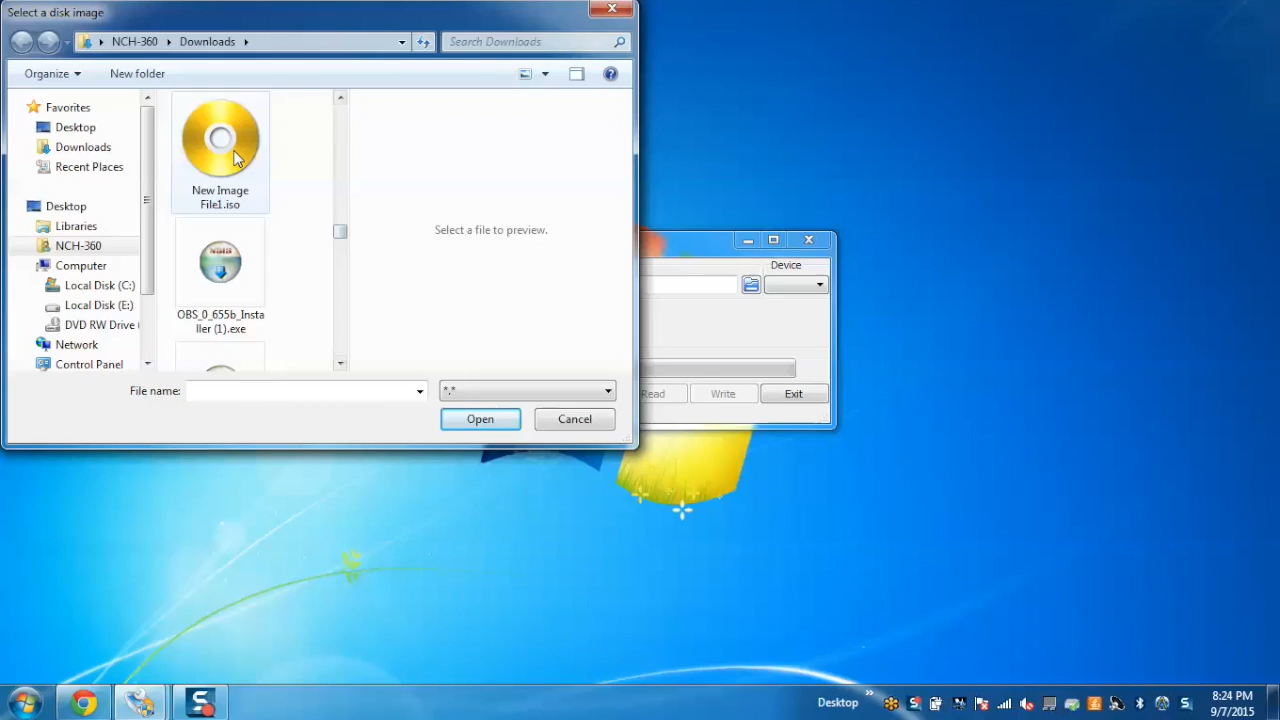 Select a disk image
NCH-360
Downloads
Search Downloads
Organize
New folder
Favorites
Desktop
Downloads
Recent Places
Desktop
Libraries
NCH-360
Computer
Local Disk (C:)
Local Disk (E:)
DVD RW Drive (
Network
Control Panel
New Image
File1.iso
OBS_0_655b_Insta
ller (1).exe
Select a file to preview.
File name:
*.*
Open
Cancel
Device
Read
Write
Exit
Desktop
8:24 PM
9/7/2015